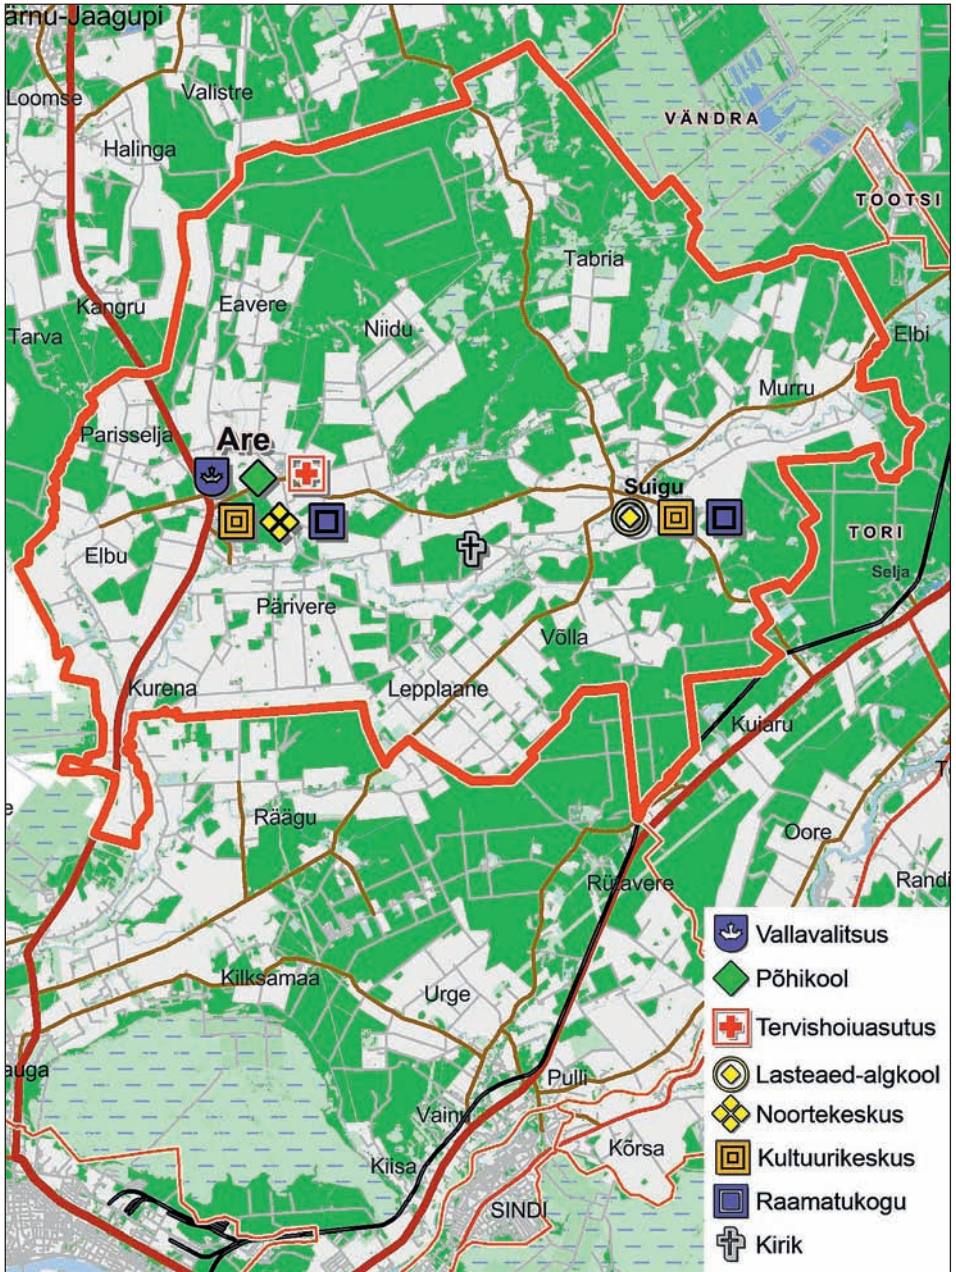 ärnu-Jaagupi
Loomse
Valistre
VÄNDRA
Halinga
TOOTSI
Tabria
Kangru
Eavere
Niidu
Tarva
Elbi
Murru
Parisselja
Are
Suigu
TORI
Elbu
Selja
Pärivere
Võlla
Kurena
Lepplaane
Kuiaru
Räägu
Oore
Rütavere
Randi
Kilksamaa
Urge
auga
Pulli
Vainu
Kõrsa
Kiisa
SINDI
Vallavalitsus
Põhikool
Tervishoiuasutus
Lasteaed-algkool
Noortekeskus
Kultuurikeskus
Raamatukogu
Kirik